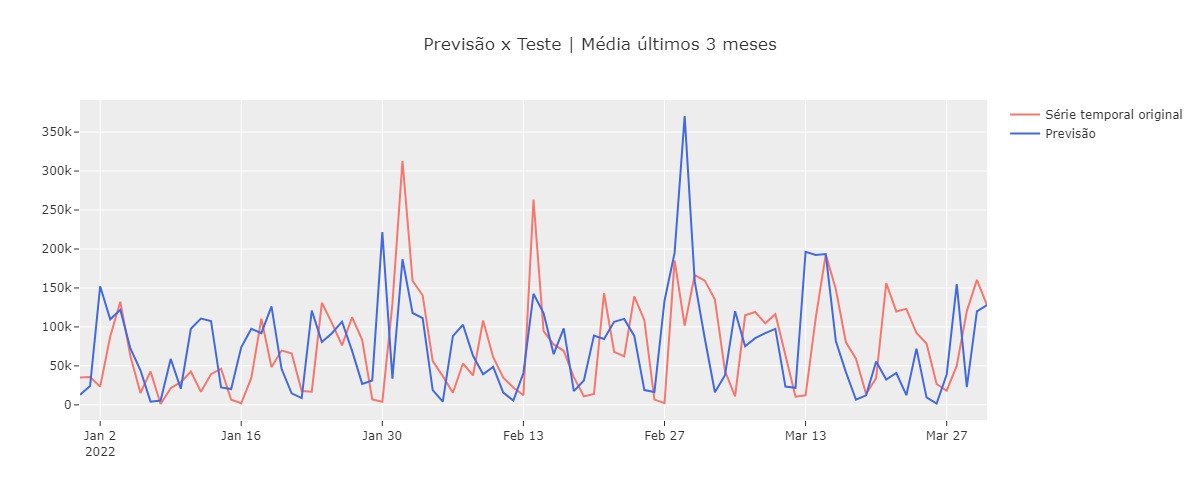 Previsão x Teste | Média últimos 3 meses
Série temporal original
Previsão
350k
300k
250k
200k
150k
100k
50k
0
Jan 2
2022
Jan 16
Jan 30
Feb 13
Feb 27
Mar 13
Mar 27